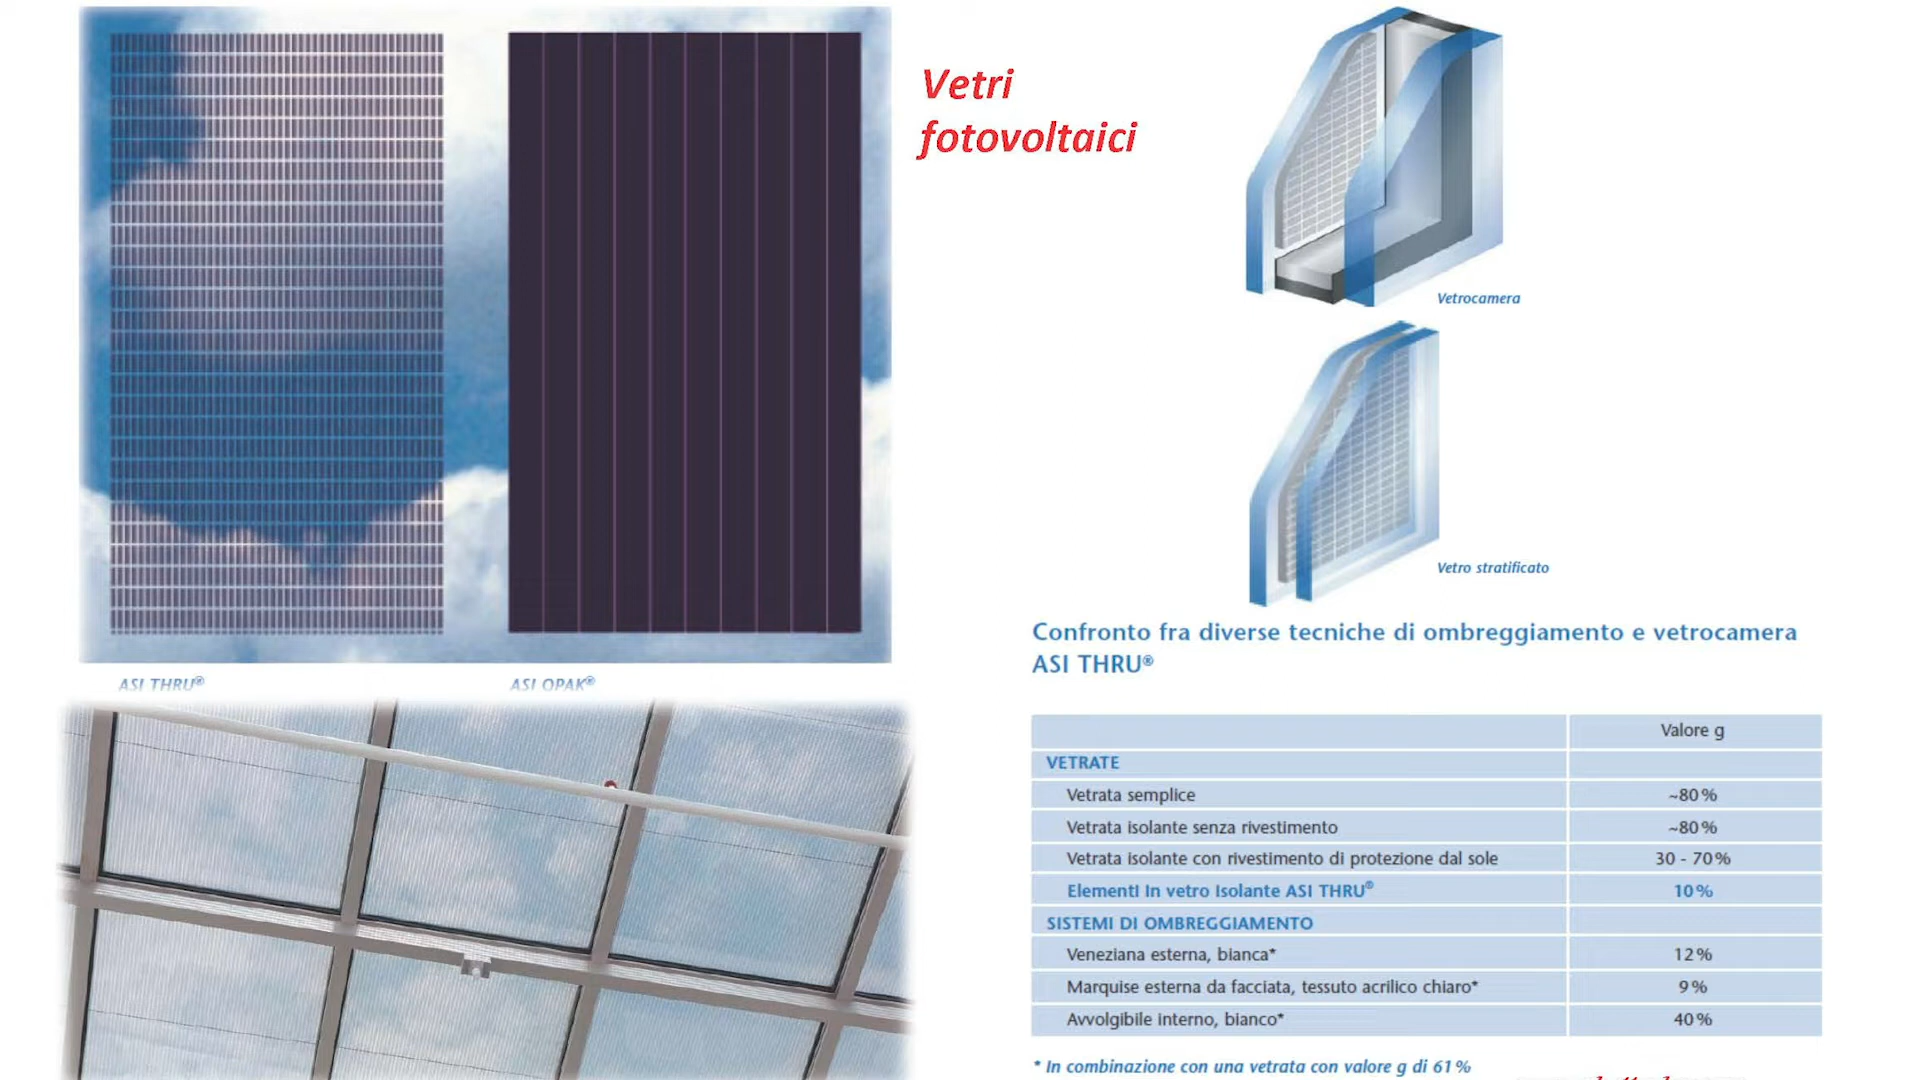 Vetri
fotovoltaici
Vetrocamera
Vetro stratificato
ASI THRU®
ASI OPAK®
Confronto fra diverse tecniche di ombreggiamento e vetrocamera
ASI THRU®
Valore g
VETRATE
Vetrata semplice ~80%
Vetrata isolante senza rivestimento ~80%
Vetrata isolante con rivestimento di protezione dal sole 30 - 70%
Elementi in vetro isolante ASI THRU® 10%
SISTEMI DI OMBREGGIAMENTO
Veneziana esterna, bianca* 12%
Marquise esterna da facciata, tessuto acrilico chiaro* 9%
Avvolgibile interno, bianco* 40%
* In combinazione con una vetrata con valore g di 61%